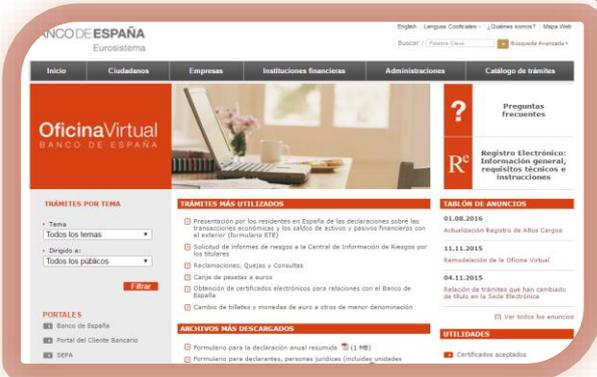 English | Lenguas Cooficiales | ¿Quiénes somos? | Mapa Web
BANCO DE ESPAÑA
Eurosistema
Buscar : Palabra Clave Búsqueda Avanzada
Inicio Ciudadanos Empresas Instituciones financieras Administraciones Catálogo de trámites
OficinaVirtual
BANCO DE ESPAÑA
?
Preguntas
frecuentes
Re
Registro Electrónico:
Información general,
requisitos técnicos e
instrucciones
TRÁMITES POR TEMA
Tema
Todos los temas
Dirigido a:
Todos los públicos
Filtrar
PORTALES
Banco de España
Portal del Cliente Bancario
SEPA
TRÁMITES MÁS UTILIZADOS
Presentación por los residentes en España de las declaraciones sobre las
transacciones económicas y los saldos de activos y pasivos financieros con
el exterior (formulario ETE)
Solicitud de informes de riesgos a la Central de Información de Riesgos por
los titulares
Reclamaciones, Quejas y Consultas
Canje de pesetas a euros
Obtención de certificados electrónicos para relaciones con el Banco de
España
Cambio de billetes y monedas de euro a otros de menor denominación
ARCHIVOS MÁS DESCARGADOS
Formulario para la declaración anual resumida (1 MB)
Formulario para declarantes, personas jurídicas (incluidas unidades
TABLÓN DE ANUNCIOS
01.08.2016
Actualización Registro de Altos Cargos
11.11.2015
Remodelación de la Oficina Virtual
04.11.2015
Relación de trámites que han cambiado
de título en la Sede Electrónica
Ver todos los anuncios
UTILIDADES
Certificados aceptados